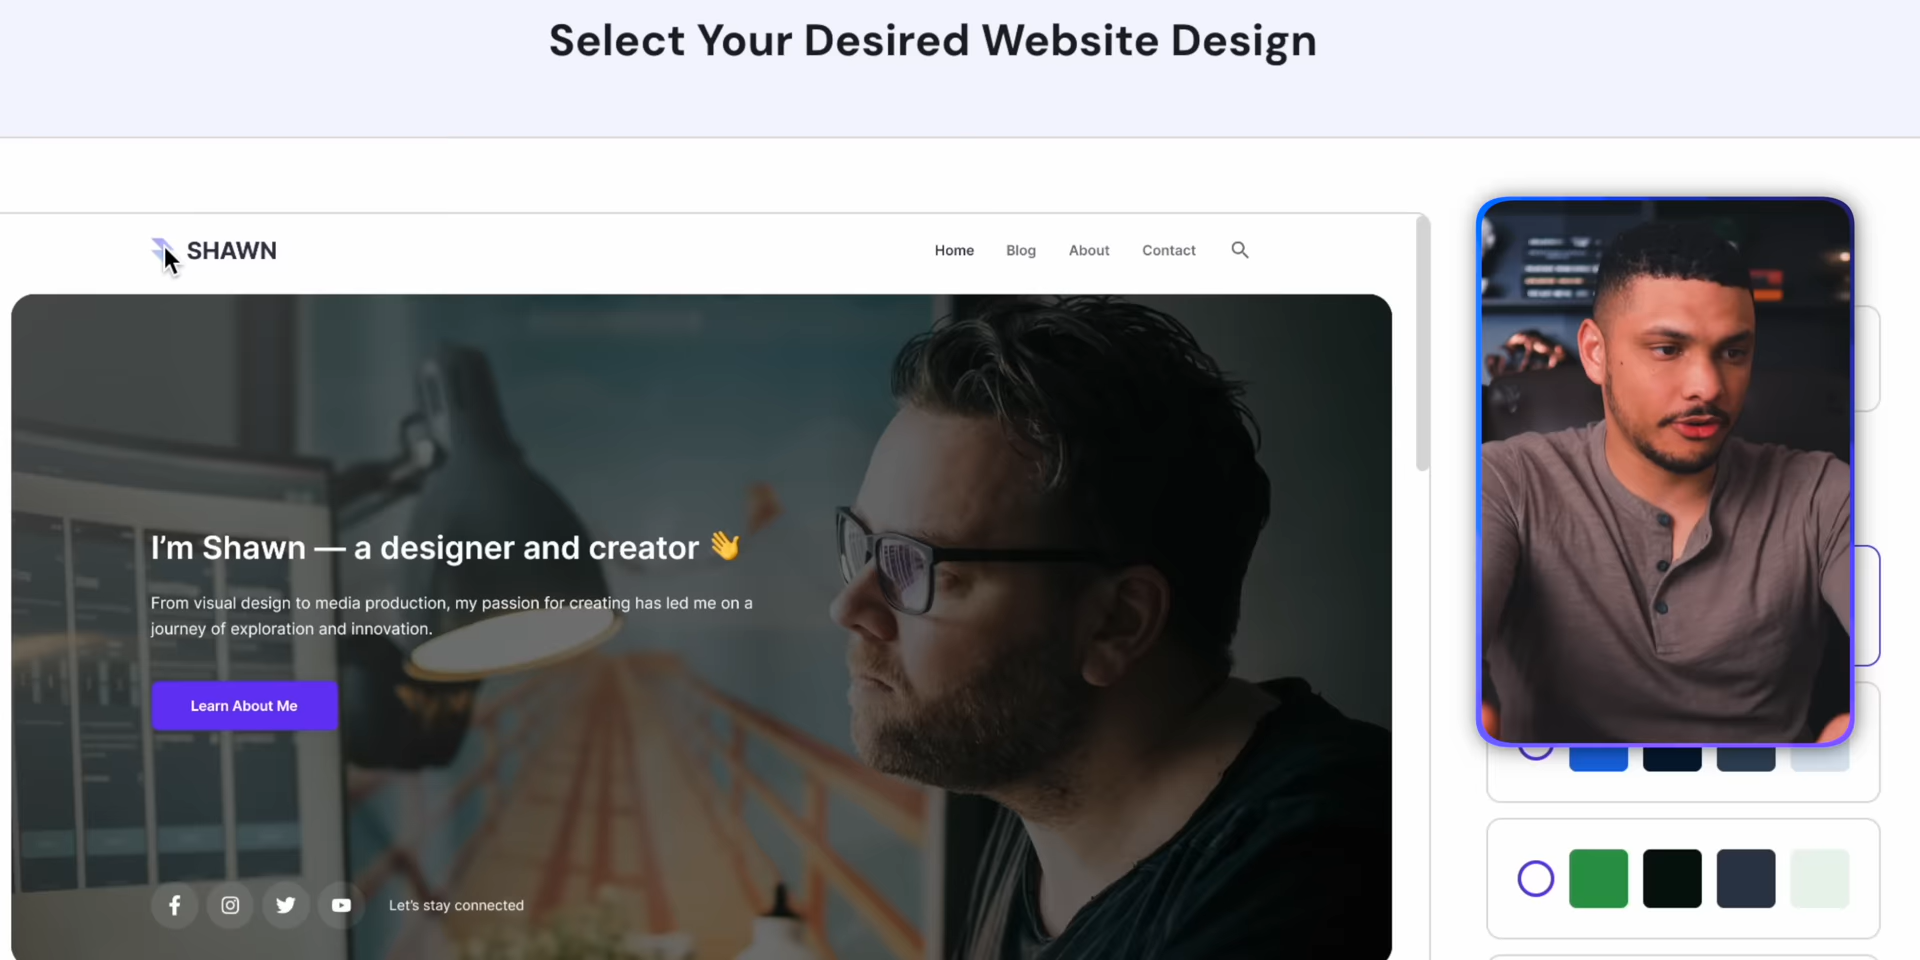 Select Your Desired Website Design
SHAWN
Home
Blog
About
Contact
I’m Shawn — a designer and creator 👋
From visual design to media production, my passion for creating has led me on a
journey of exploration and innovation.
Learn About Me
Let’s stay connected